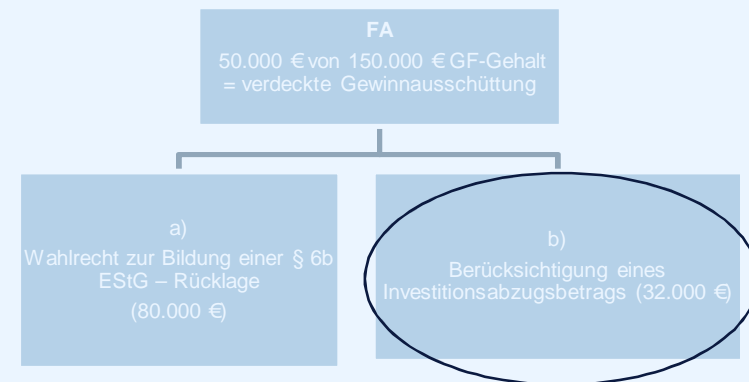 FA
50.000 € von 150.000 € GF-Gehalt
= verdeckte Gewinnausschüttung
a)
Wahlrecht zur Bildung einer § 6b
EStG – Rücklage
(80.000 €)
b)
Berücksichtigung eines
Investitionsabzugsbetrags (32.000 €)